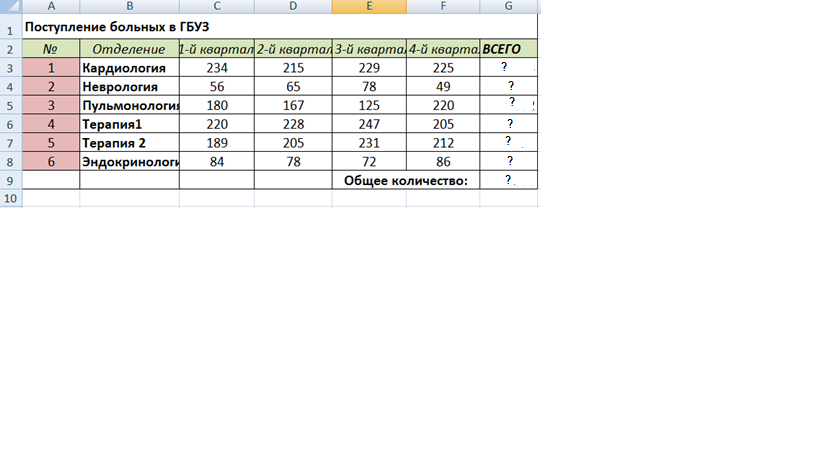 A B C D E F G
1 Поступление больных в ГБУЗ
2 № Отделение 1-й квартал 2-й квартал 3-й кварта 4-й кварта ВСЕГО
3 1 Кардиология 234 215 229 225 ?
4 2 Неврология 56 65 78 49 ?
5 3 Пульмонология 180 167 125 220 ?
6 4 Терапия1 220 228 247 205 ?
7 5 Терапия 2 189 205 231 212 ?
8 6 Эндокринологи 84 78 72 86 ?
9 Общее количество: ?
10